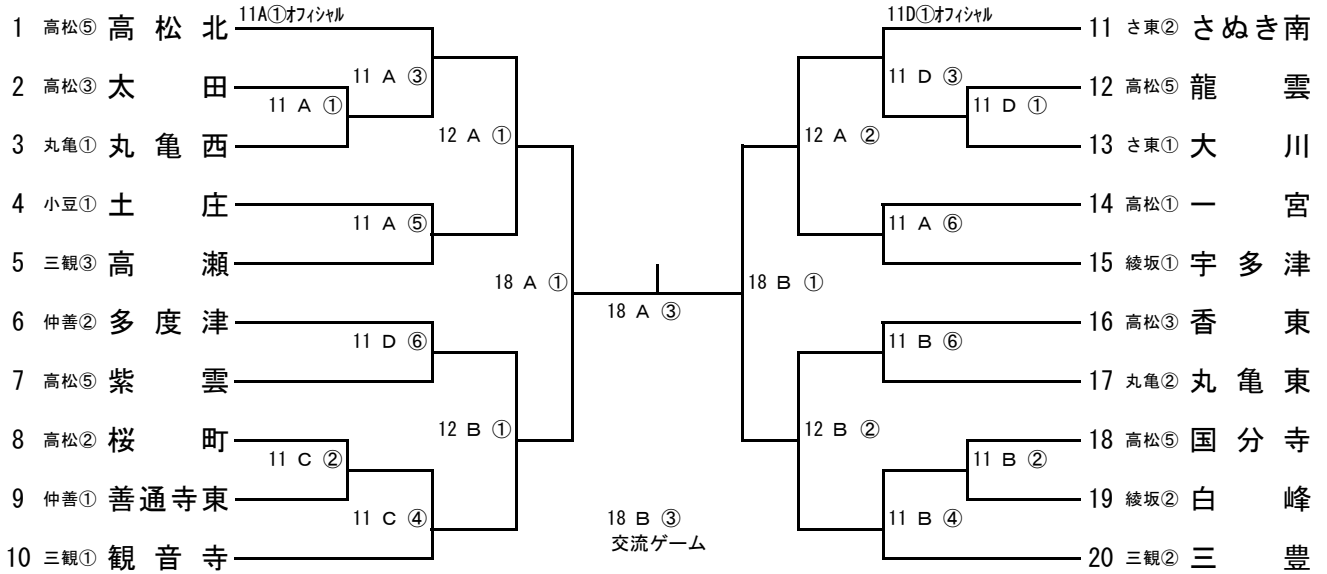 11A①ｵﾌｨｼｬﾙ
1 高松⑤ 高松北
2 高松③ 太田
3 丸亀① 丸亀西
4 小豆① 土庄
5 三観③ 高瀬
6 仲善② 多度津
7 高松⑤ 紫雲
8 高松② 桜町
9 仲善① 善通寺東
10 三観① 観音寺
11 A ③
11 A ①
12 A ①
11 A ⑤
18 A ①
11 D ⑥
12 B ①
11 C ②
11 C ④
18 A ③
18 B ③
交流ゲーム
11D①ｵﾌｨｼｬﾙ
11 D ③
11 D ①
12 A ②
11 A ⑥
18 B ①
11 B ⑥
12 B ②
11 B ②
11 B ④
11 さ東② さぬき南
12 高松⑤ 龍雲
13 さ東① 大川
14 高松① 一宮
15 綾坂① 宇多津
16 高松③ 香東
17 丸亀② 丸亀東
18 高松⑤ 国分寺
19 綾坂② 白峰
20 三観② 三豊